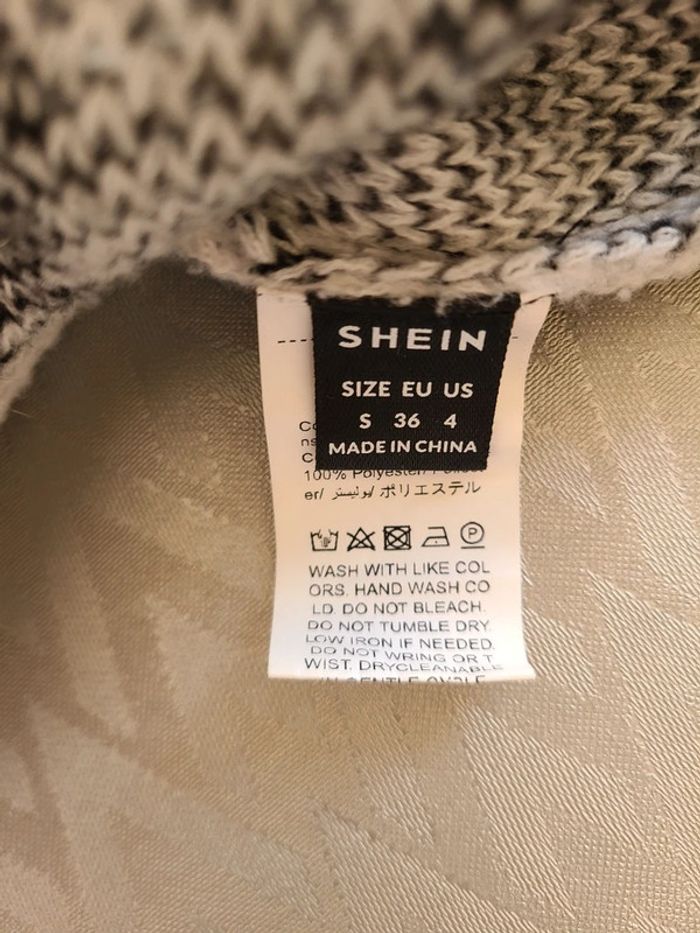 SHEIN
SIZE EU US
S 36 4
MADE IN CHINA
100% Polyester/
er/ بوليستر/ ポリエステル
WASH WITH LIKE COL
ORS. HAND WASH CO
LD. DO NOT BLEACH.
DO NOT TUMBLE DRY.
LOW IRON IF NEEDED.
DO NOT WRING OR T
WIST. DRYCLEANABLE